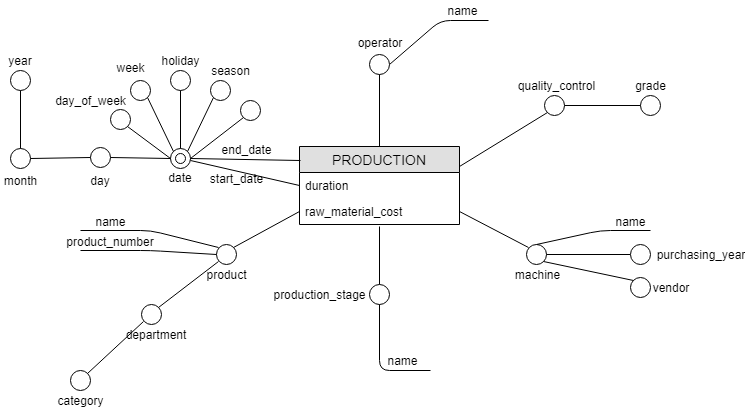 name
operator
year
week
holiday
season
day_of_week
quality_control
grade
end_date
PRODUCTION
month
day
date
start_date
duration
raw_material_cost
name
product_number
product
name
machine
purchasing_year
vendor
production_stage
department
name
category